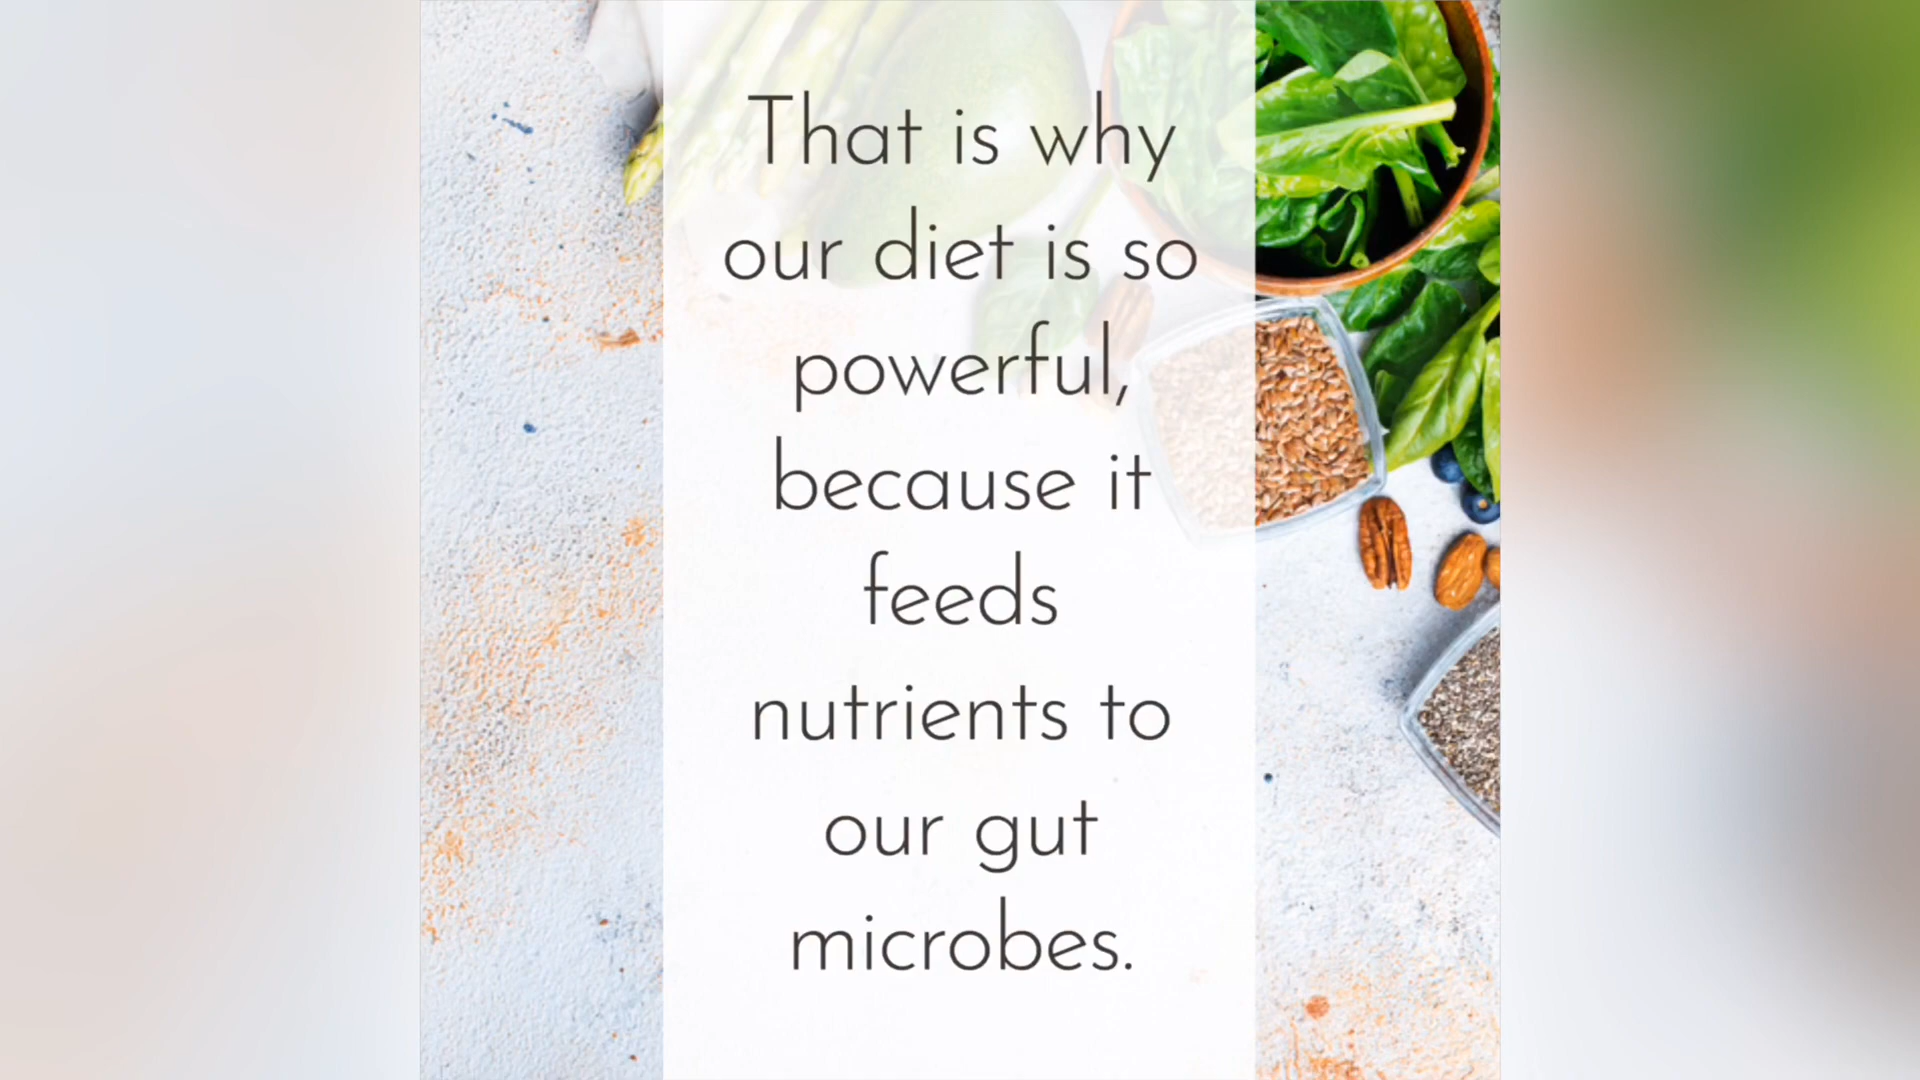 That is why
our diet is so
powerful,
because it
feeds
nutrients to
our gut
microbes.